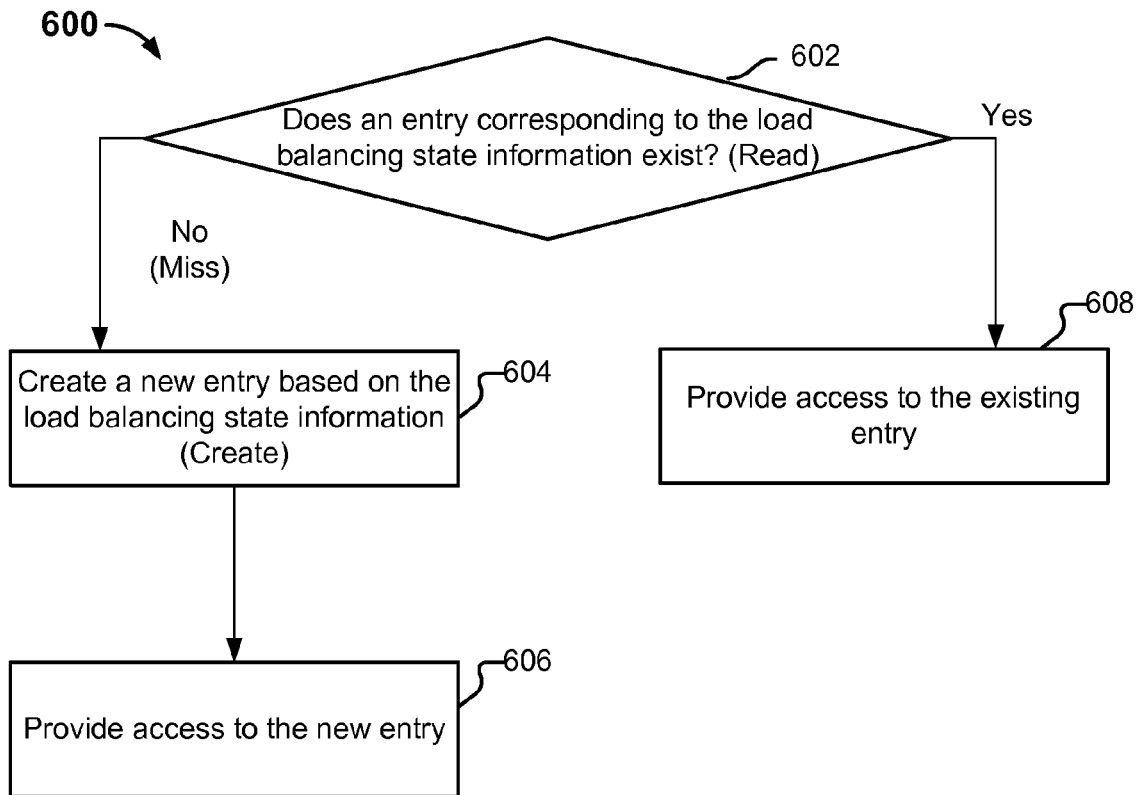 600
602
Does an entry corresponding to the load
balancing state information exist? (Read)
Yes
No
(Miss)
608
Create a new entry based on the
load balancing state information
(Create)
604
Provide access to the existing
entry
606
Provide access to the new entry